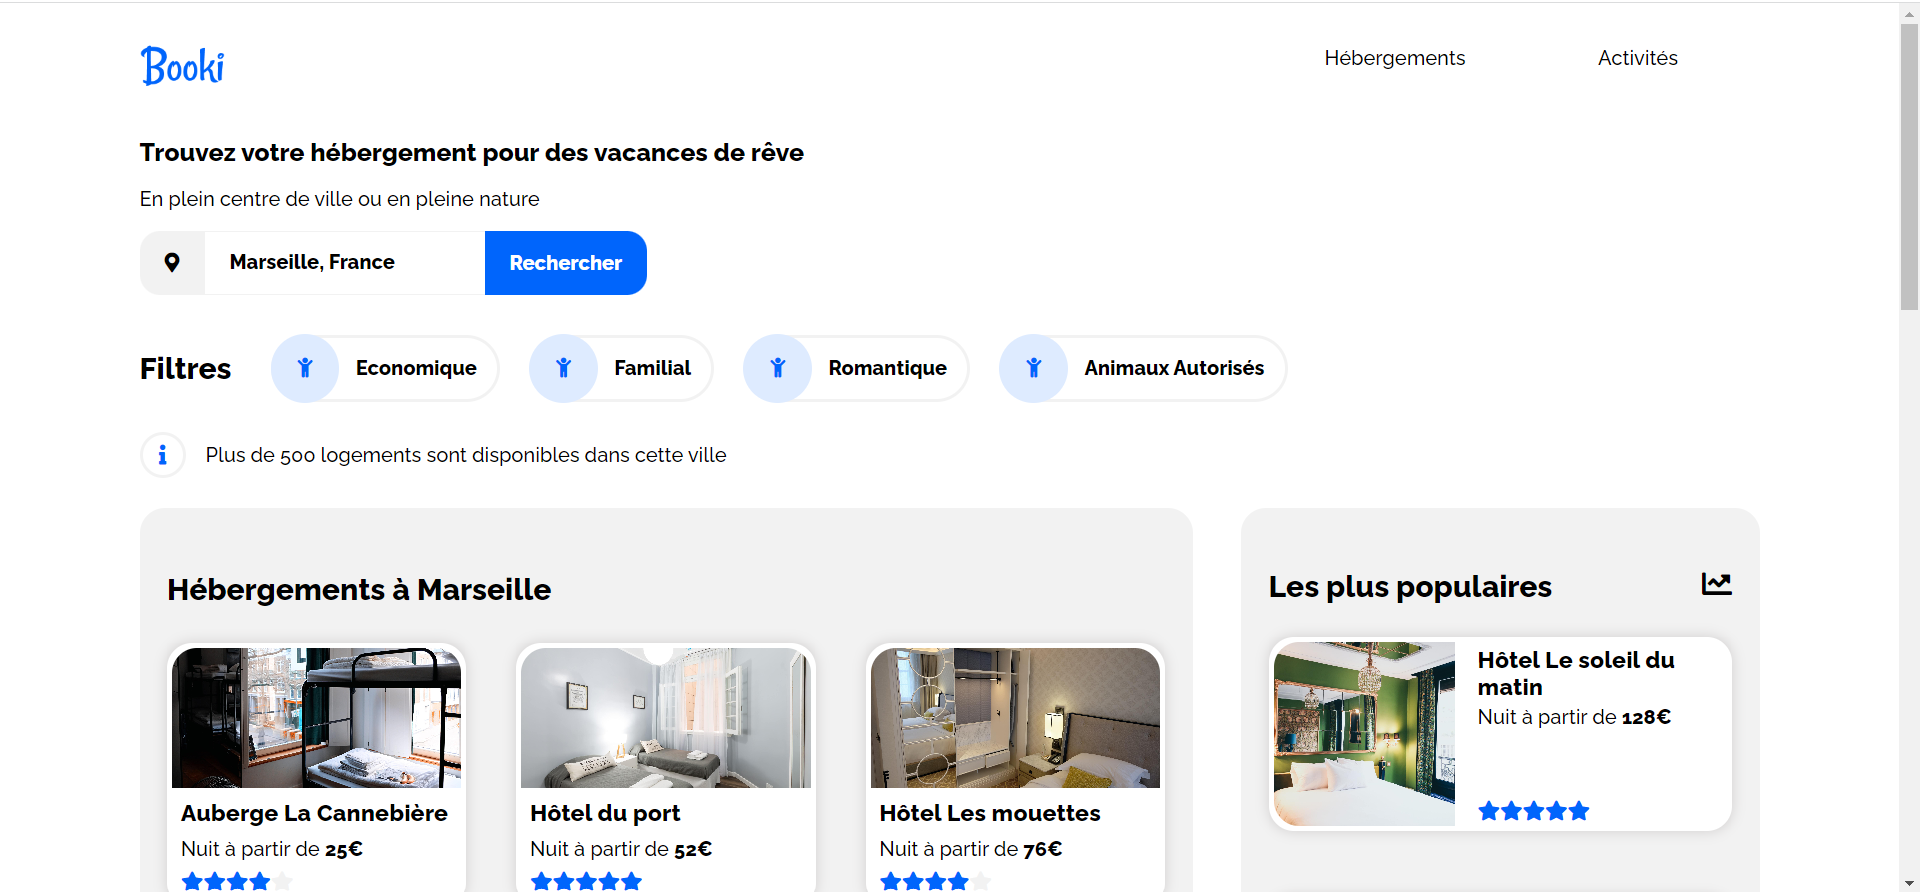 Booki
Hébergements
Activités
Trouvez votre hébergement pour des vacances de rêve
En plein centre de ville ou en pleine nature
Marseille, France
Rechercher
Filtres
Economique
Familial
Romantique
Animaux Autorisés
Plus de 500 logements sont disponibles dans cette ville
Hébergements à Marseille
Auberge La Cannebière
Nuit à partir de 25€
Hôtel du port
Nuit à partir de 52€
Hôtel Les mouettes
Nuit à partir de 76€
Les plus populaires
Hôtel Le soleil du
matin
Nuit à partir de 128€